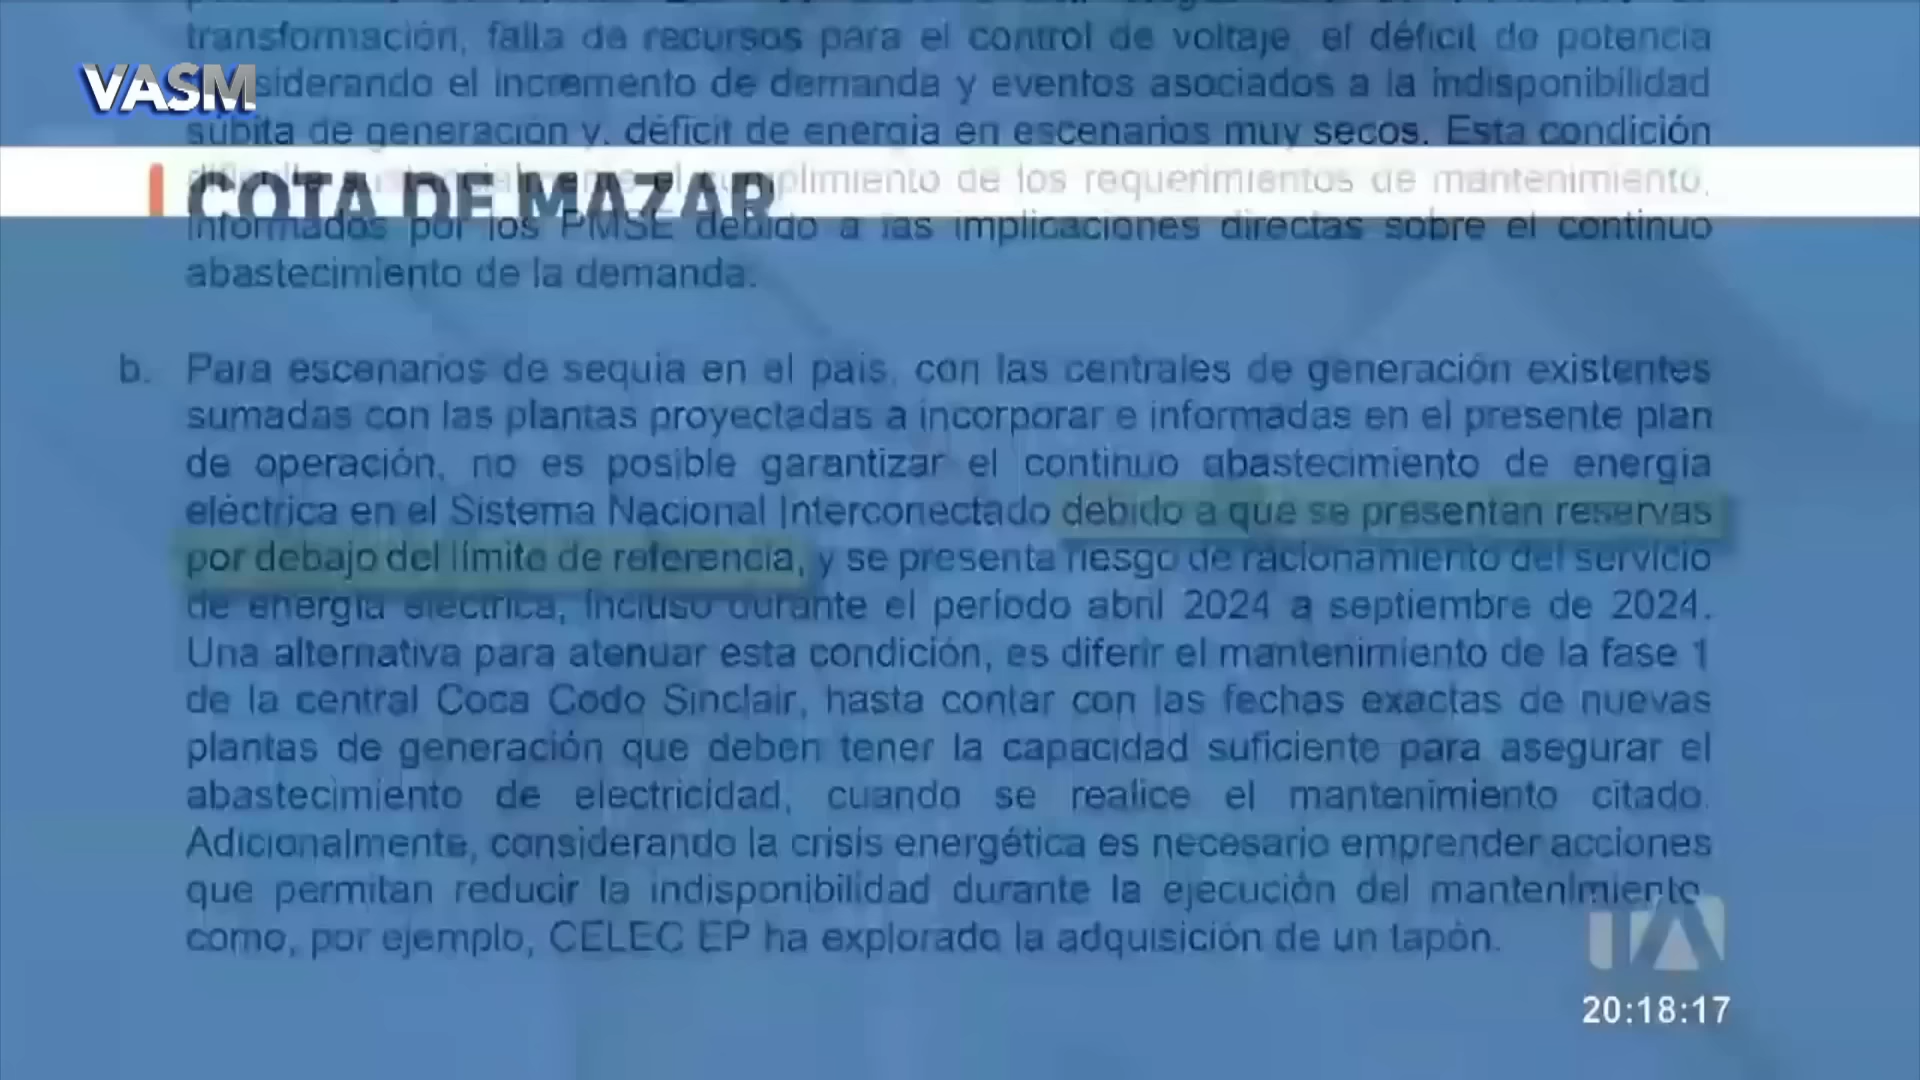 transformación, falla de recursos para el control de voltaje, el déficit de potencia
VASM
siderando el incremento de demanda y eventos asociados a la indisponibilidad
súbita de generación y, déficit de energía en escenarios muy secos. Esta condición
cumplimiento de los requerimientos de mantenimiento,
COTA DE MAZAR
informados por los PMSE debido a las implicaciones directas sobre el continuo
abastecimiento de la demanda.
b. Para escenarios de sequía en el país, con las centrales de generación existentes
sumadas con las plantas proyectadas a incorporar e informadas en el presente plan
de operación, no es posible garantizar el continuo abastecimiento de energía
eléctrica en el Sistema Nacional Interconectado debido a que se presentan reservas
por debajo del límite de referencia, y se presenta riesgo de racionamiento del servicio
de energía eléctrica, incluso durante el período abril 2024 a septiembre de 2024.
Una alternativa para atenuar esta condición, es diferir el mantenimiento de la fase 1
de la central Coca Codo Sinclair, hasta contar con las fechas exactas de nuevas
plantas de generación que deben tener la capacidad suficiente para asegurar el
abastecimiento de electricidad, cuando se realice el mantenimiento citado.
Adicionalmente, considerando la crisis energética es necesario emprender acciones
que permitan reducir la indisponibilidad durante la ejecución del mantenimiento
como, por ejemplo, CELEC EP ha explorado la adquisición de un tapón.
TA
20:18:17